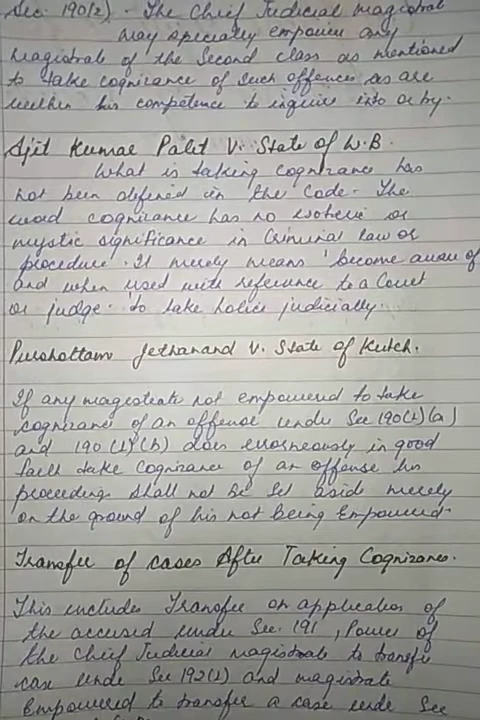 Sec. 190(2) - The Chief Judicial magistrate
may specially empower any
magistrate of the Second class as mentioned
to take cognizance of such offences as are
within his competence to inquire into or try.
Ajit Kumar Palit V. State of W.B.
What is taking cognizance has
not been defined in the Code. The
word cognizance has no esoteric or
mystic significance in Criminal law or
procedure. It merely means 'become aware of
and when used with reference to a Court
or judge 'to take notice judicially.
Purshottam Jethanand V. State of Kutch.
If any magistrate not empowered to take
cognizance of an offense under Sec 190(1)(a)
and 190(1)(b) does erroneously in good
faith take Cognizance of an offense his
proceeding shall not be set aside merely
on the ground of his not being Empowered.
Transfer of cases After Taking Cognizance.
This includes Transfer on application of
the accused under Sec. 191, Power of
the Chief Judicial magistrate to transfer
case under Sec 192(1) and magistrate
Empowered to transfer a case under Sec